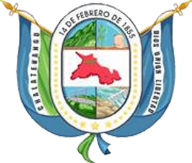 14 DE FEBRERO DE 1855
CHALATENANGO
DIOS UNION LIBERTAD